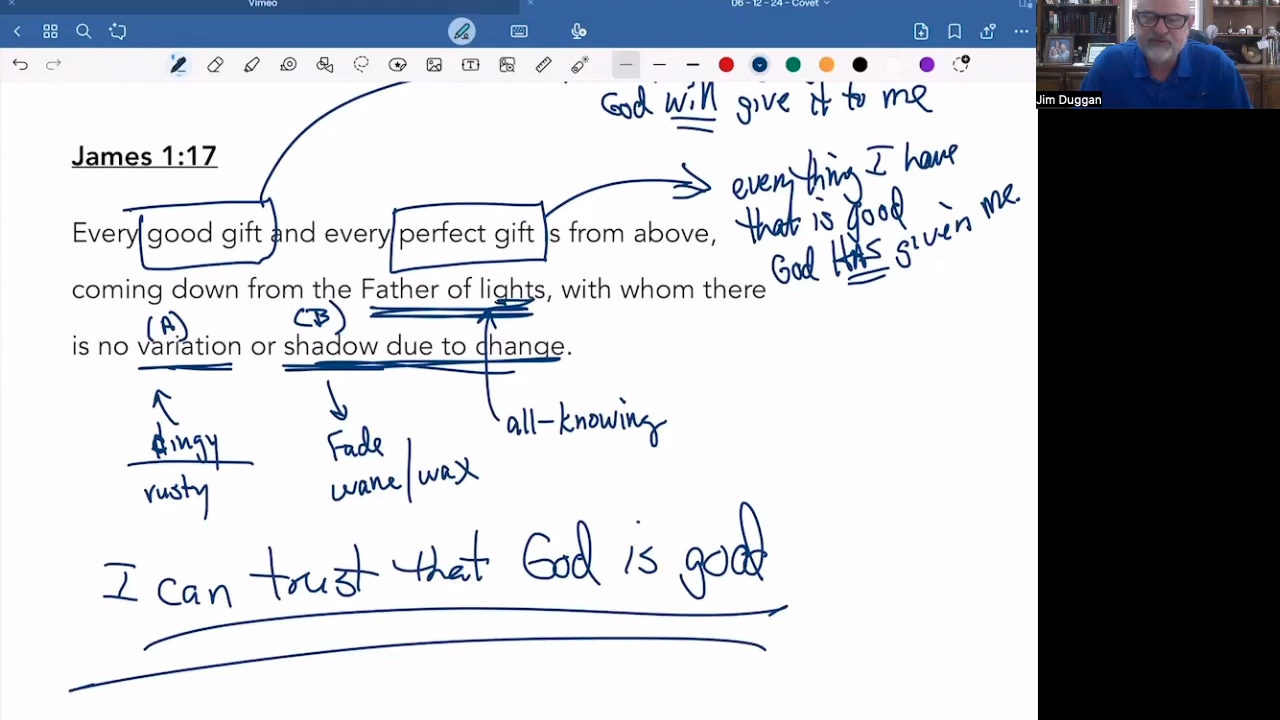 Vimeo
06 - 12 - 24 - Covet
Jim Duggan
God will give it to me
James 1:17
everything I have
that is good
God HAS given me.
Every good gift and every perfect gift is from above,
coming down from the Father of lights, with whom there
(A) (B)
is no variation or shadow due to change.
all-knowing
dingy
rusty
Fade
wane/wax
I can trust that God is good